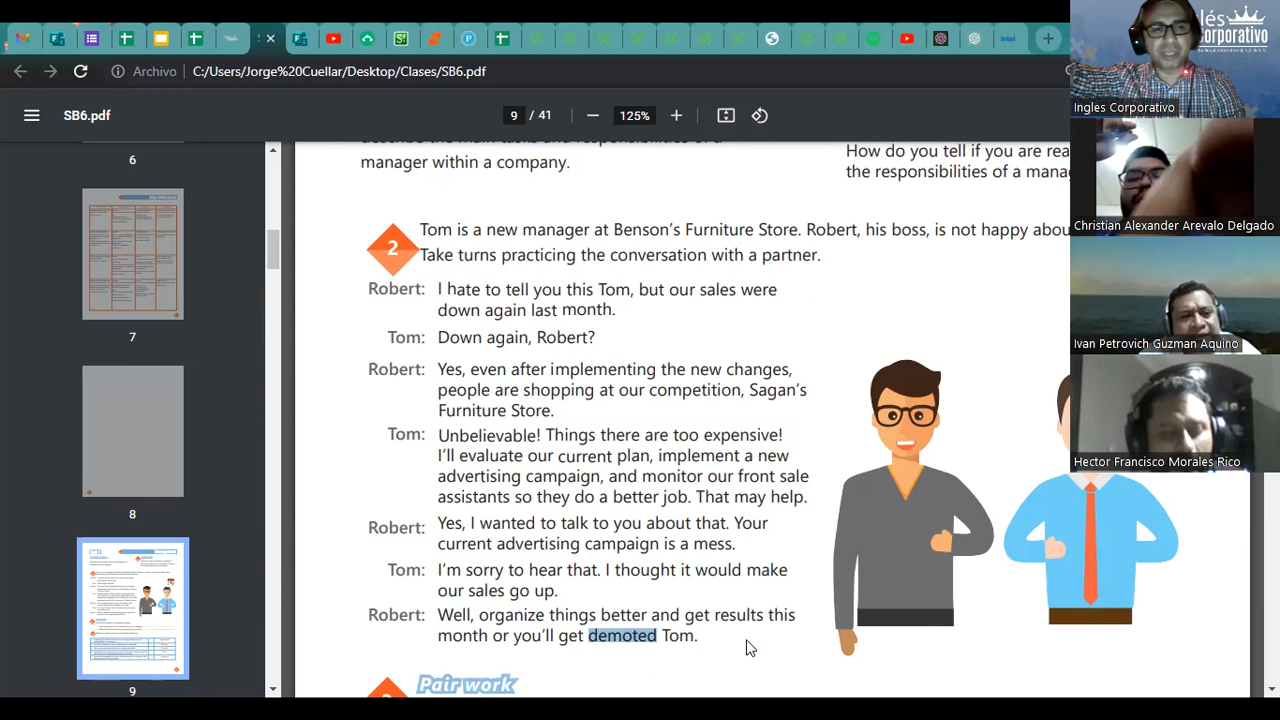 Archivo
C:/Users/Jorge%20Cuellar/Desktop/Clases/SB6.pdf
SB6.pdf
9 / 41
125%
6
7
8
9
manager within a company.
How do you tell if you are
the responsibilities of a
2
Tom is a new manager at Benson's Furniture Store. Robert, his boss, is not happy
Take turns practicing the conversation with a partner.
Robert: I hate to tell you this Tom, but our sales were
down again last month.
Tom: Down again, Robert?
Robert: Yes, even after implementing the new changes,
people are shopping at our competition, Sagan's
Furniture Store.
Tom: Unbelievable! Things there are too expensive!
I'll evaluate our current plan, implement a new
advertising campaign, and monitor our front sale
assistants so they do a better job. That may help.
Robert: Yes, I wanted to talk to you about that. Your
current advertising campaign is a mess.
Tom: I'm sorry to hear that. I thought it would make
our sales go up.
Robert: Well, organize things better and get results this
month or you'll get demoted Tom.
Pair work
lés
Corporativo
Ingles Corporativo
Christian Alexander Arevalo Delgado
Ivan Petrovich Guzman Aquino
Hector Francisco Morales Rico